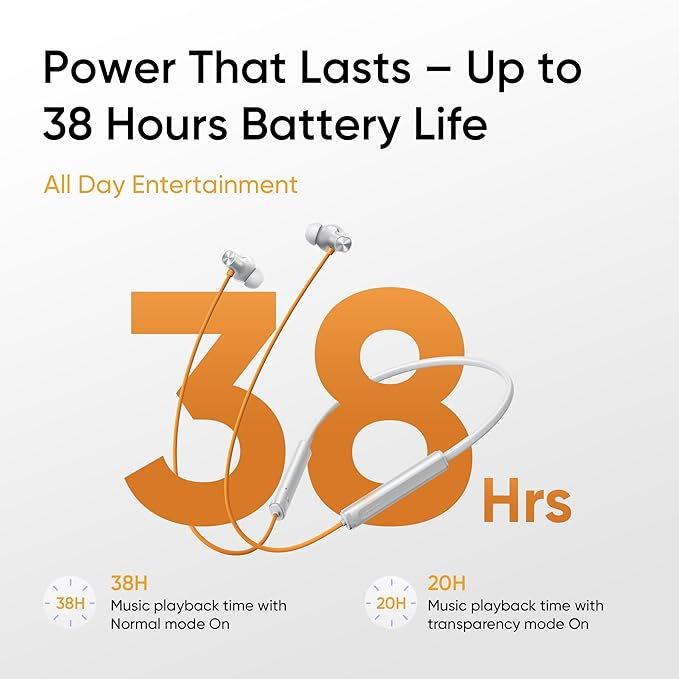 Power That Lasts – Up to
38 Hours Battery Life
All Day Entertainment
38
Hrs
38H
38H
Music playback time with
Normal mode On
20H
20H
Music playback time with
transparency mode On